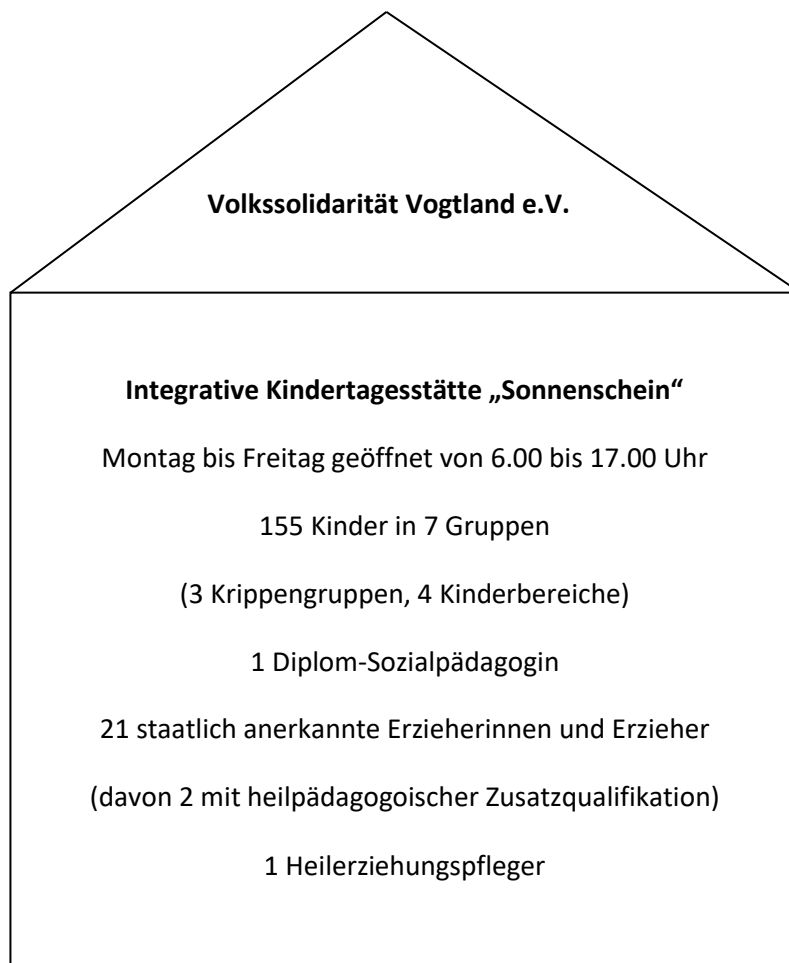 Volkssolidarität Vogtland e.V.
Integrative Kindertagesstätte „Sonnenschein“
Montag bis Freitag geöffnet von 6.00 bis 17.00 Uhr
155 Kinder in 7 Gruppen
(3 Krippengruppen, 4 Kinderbereiche)
1 Diplom-Sozialpädagogin
21 staatlich anerkannte Erzieherinnen und Erzieher
(davon 2 mit heilpädagogoischer Zusatzqualifikation)
1 Heilerziehungspfleger